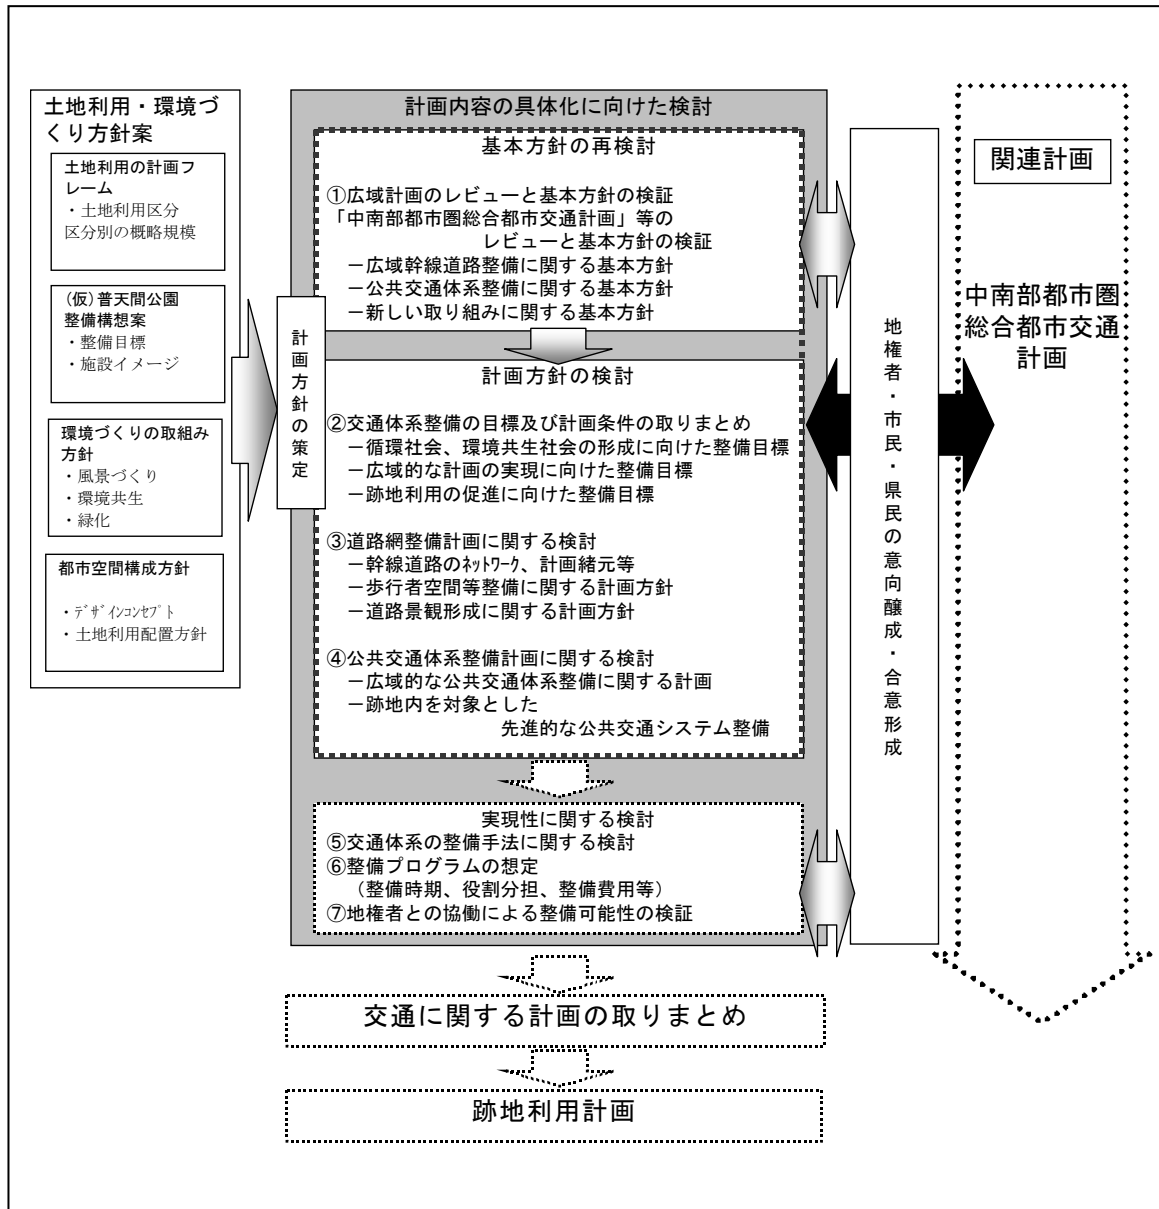 土地利用・環境づ
くり方針案
土地利用の計画フ
レーム
・土地利用区分
区分別の概略規模
(仮)普天間公園
整備構想案
・整備目標
・施設イメージ
環境づくりの取組み
方針
・風景づくり
・環境共生
・緑化
都市空間構成方針
・ﾃﾞｻﾞｲﾝｺﾝｾﾌﾟﾄ
・土地利用配置方針
計画方針の策定
計画内容の具体化に向けた検討
基本方針の再検討
①広域計画のレビューと基本方針の検証
「中南部都市圏総合都市交通計画」等の
レビューと基本方針の検証
－広域幹線道路整備に関する基本方針
－公共交通体系整備に関する基本方針
－新しい取り組みに関する基本方針
計画方針の検討
②交通体系整備の目標及び計画条件の取りまとめ
－循環社会、環境共生社会の形成に向けた整備目標
－広域的な計画の実現に向けた整備目標
－跡地利用の促進に向けた整備目標
③道路網整備計画に関する検討
－幹線道路のﾈｯﾄﾜｰｸ、計画緒元等
－歩行者空間等整備に関する計画方針
－道路景観形成に関する計画方針
④公共交通体系整備計画に関する検討
－広域的な公共交通体系整備に関する計画
－跡地内を対象とした
先進的な公共交通システム整備
実現性に関する検討
⑤交通体系の整備手法に関する検討
⑥整備プログラムの想定
（整備時期、役割分担、整備費用等）
⑦地権者との協働による整備可能性の検証
交通に関する計画の取りまとめ
跡地利用計画
地権者・市民・県民の意向醸成・合意形成
関連計画
中南部都市圏
総合都市交通
計画